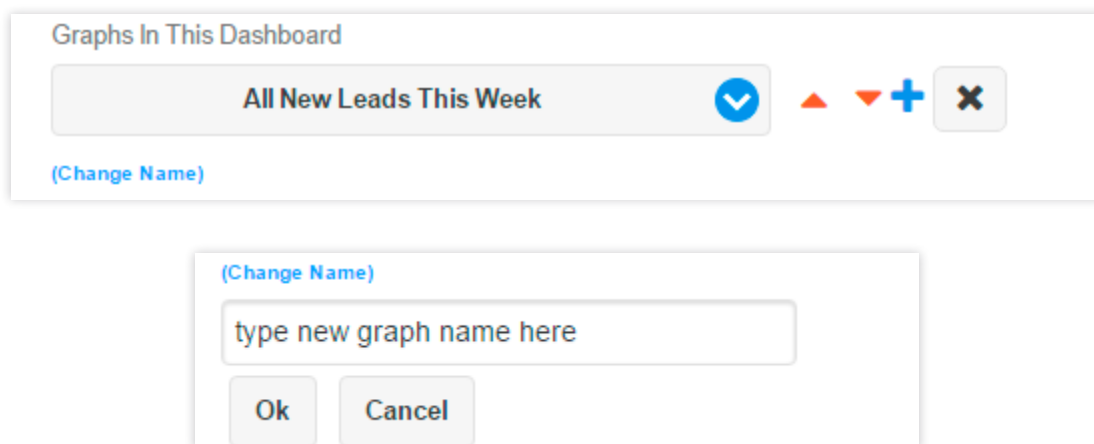 Graphs In This Dashboard
All New Leads This Week
(Change Name)
(Change Name)
type new graph name here
Ok Cancel